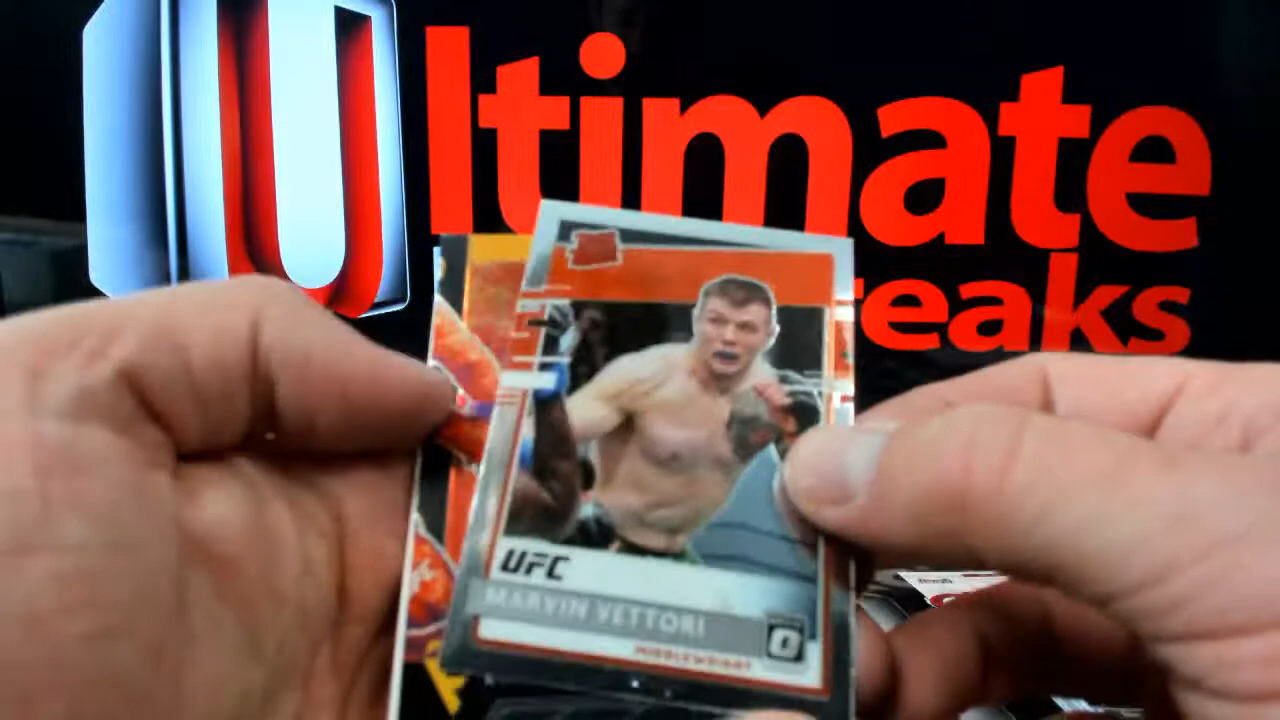 Ultimate
reaks
UFC
MARVIN VETTORI
MIDDLEWEIGHT